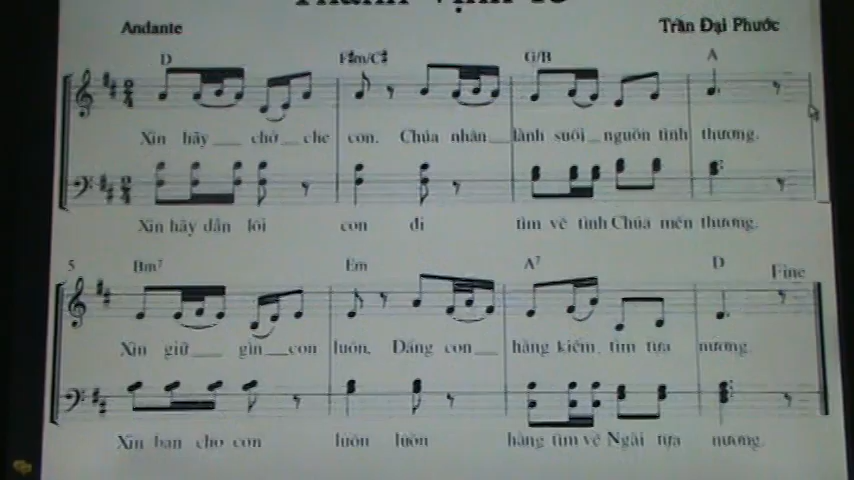 Andante
Trần Đại Phước
D F#m/C# G/B A
Xin hãy chở che con, Chúa nhân lành suối nguồn tình thương.
Xin hãy dẫn lối con đi tìm về tình Chúa mến thương.
5 Bm7 Em A7 D Fine
Xin giữ gìn con luôn, Đấng con hằng kiếm tìm tựa nương.
Xin ban cho con luôn luôn hằng tìm về Ngài tựa nương.